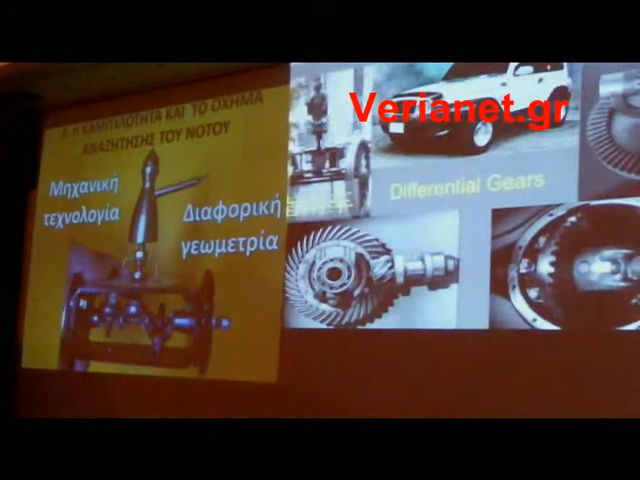 Verianet.gr
Η ΚΑΜΠΥΛΟΤΗΤΑ ΚΑΙ ΤΟ ΟΧΗΜΑ
ΑΝΑΖΗΤΗΣΗΣ ΤΟΥ ΝΟΤΟΥ
Μηχανική
τεχνολογία
Διαφορική
γεωμετρία
Differential Gears